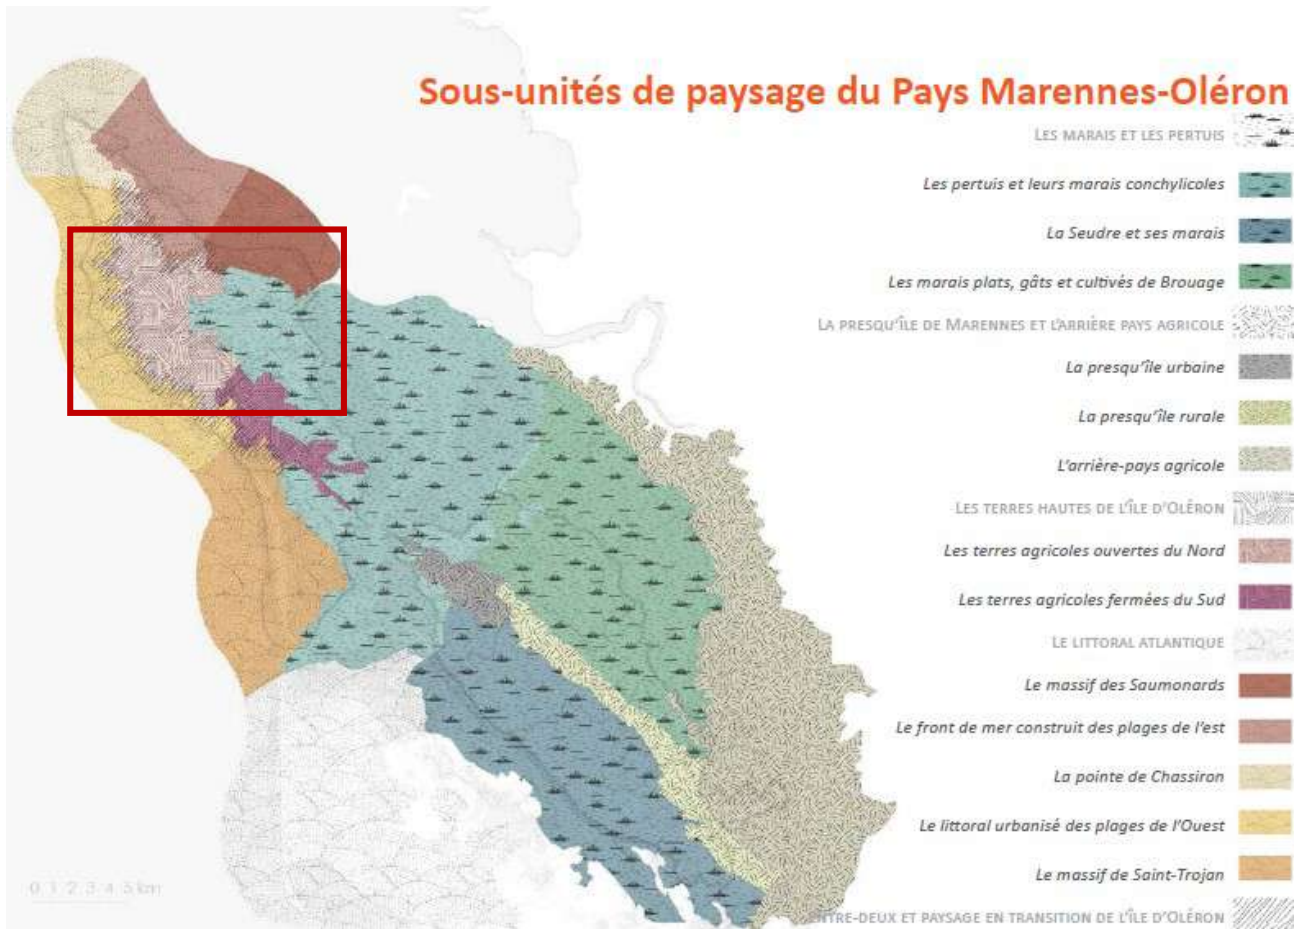 Sous-unités de paysage du Pays Marennes-Oléron
LES MARAIS ET LES PERTUIS
Les pertuis et leurs marais conchylicoles
La Seudre et ses marais
Les marais plats, gâts et cultivés de Brouage
LA PRESQU'ÎLE DE MARENNES ET L'ARRIÈRE PAYS AGRICOLE
La presqu'île urbaine
La presqu'île rurale
L'arrière-pays agricole
LES TERRES HAUTES DE L'ÎLE D'OLÉRON
Les terres agricoles ouvertes du Nord
Les terres agricoles fermées du Sud
LE LITTORAL ATLANTIQUE
Le massif des Saumonards
Le front de mer construit des plages de l'est
La pointe de Chassiron
Le littoral urbanisé des plages de l'Ouest
Le massif de Saint-Trojan
0 1 2 3 4 5 km
ENTRE-DEUX ET PAYSAGE EN TRANSITION DE L'ÎLE D'OLÉRON